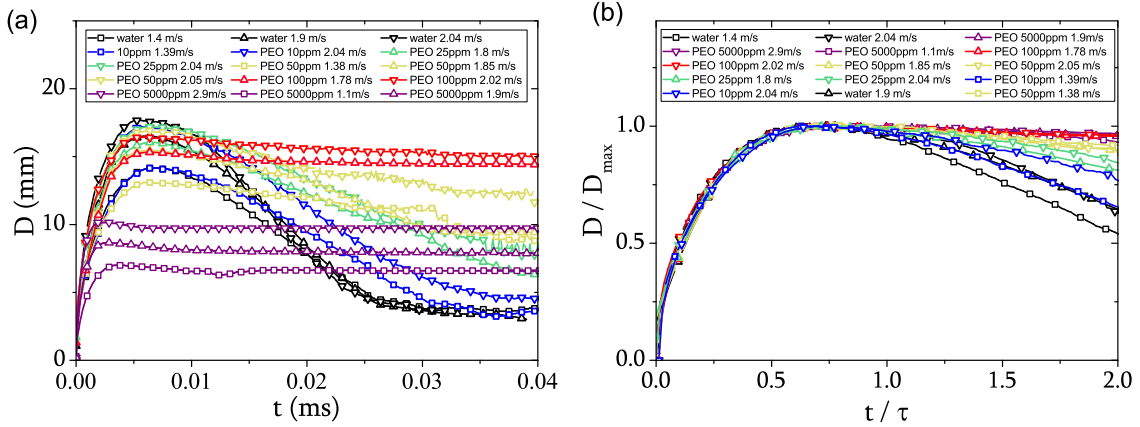 (a)
water 1.4 m/s water 1.9 m/s water 2.04 m/s
10ppm 1.39m/s PEO 10ppm 2.04 m/s PEO 25ppm 1.8 m/s
PEO 25ppm 2.04 m/s PEO 50ppm 1.38 m/s PEO 50ppm 1.85 m/s
PEO 50ppm 2.05 m/s PEO 100ppm 1.78 m/s PEO 100ppm 2.02 m/s
PEO 5000ppm 2.9m/s PEO 5000ppm 1.1m/s PEO 5000ppm 1.9m/s
20
10
0
D (mm)
0.00 0.01 0.02 0.03 0.04
t (ms)
(b)
water 1.4 m/s water 2.04 m/s PEO 5000ppm 1.9m/s
PEO 5000ppm 2.9m/s PEO 5000ppm 1.1m/s PEO 100ppm 1.78 m/s
PEO 100ppm 2.02 m/s PEO 50ppm 1.85 m/s PEO 50ppm 2.05 m/s
PEO 25ppm 1.8 m/s PEO 25ppm 2.04 m/s PEO 10ppm 1.39m/s
PEO 10ppm 2.04 m/s water 1.9 m/s PEO 50ppm 1.38 m/s
1.0
0.5
0.0
D / Dmax
0.0 0.5 1.0 1.5 2.0
t / τ